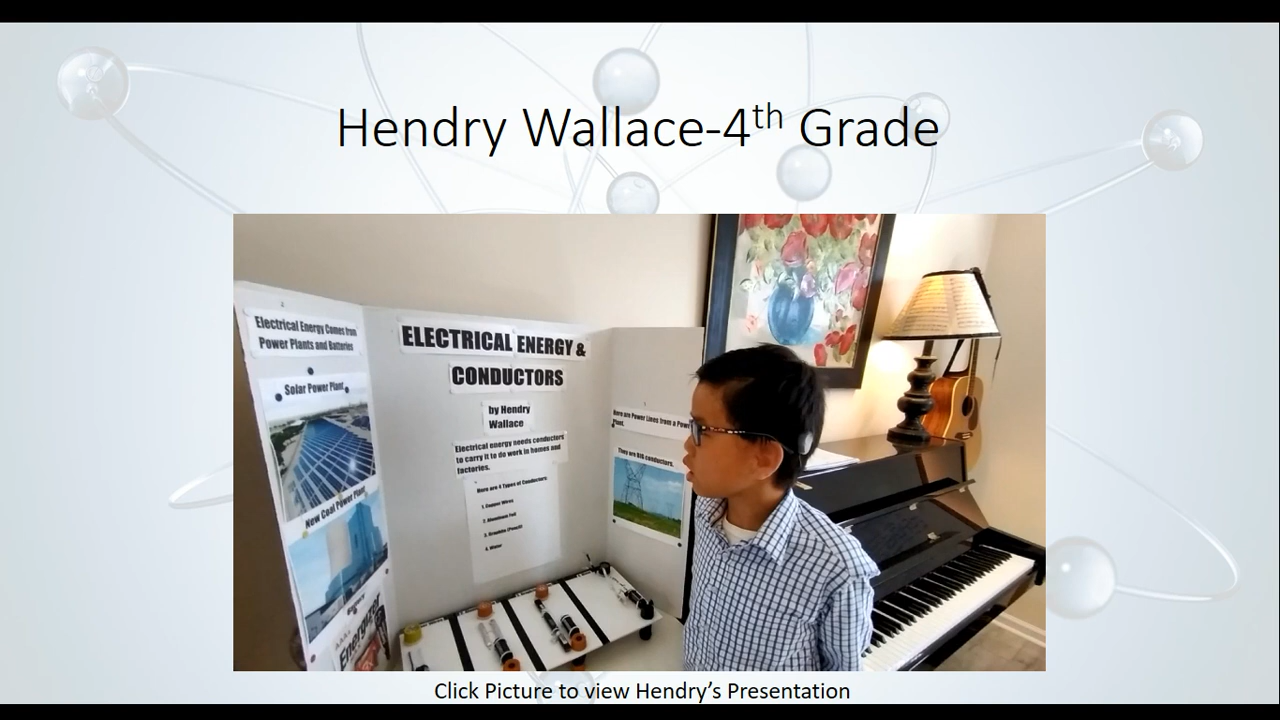 Hendry Wallace-4th Grade
Electrical Energy Comes from
Power Plants and Batteries
Solar Power Plant
New Coal Power Plant
Energizer
ELECTRICAL ENERGY &
CONDUCTORS
by Hendry
Wallace
Electrical energy needs conductors
to carry it to do work in homes and
factories.
Here are 4 Types of Conductors:
1. Copper Wires
2. Aluminum Foil
3. Graphite (Pencil)
4. Water
Here are Power Lines from a Power
Plant.
They are BIG conductors.
Click Picture to view Hendry's Presentation